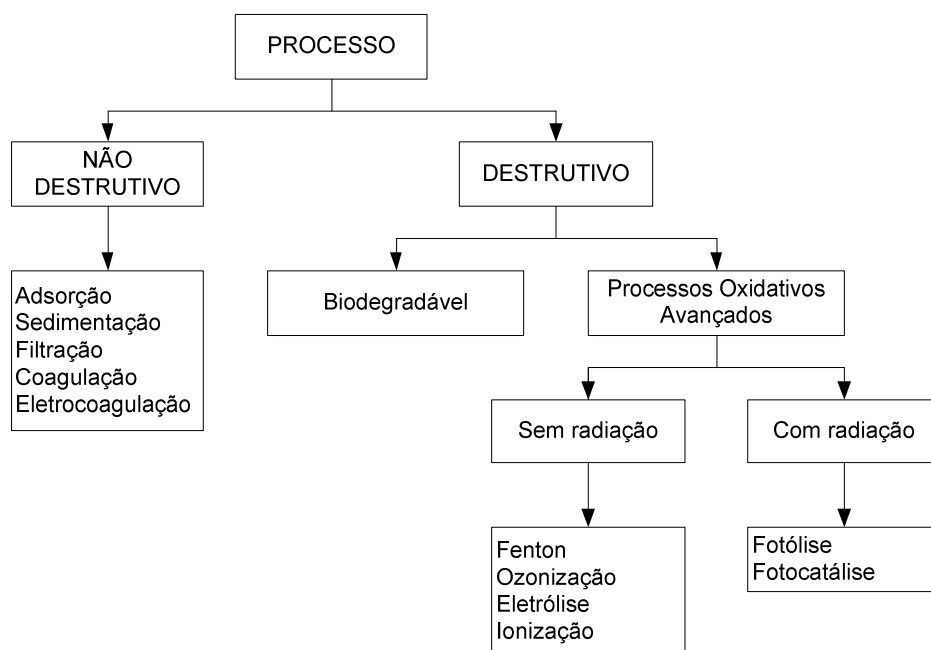 PROCESSO
NÃO
DESTRUTIVO
DESTRUTIVO
Adsorção
Sedimentação
Filtração
Coagulação
Eletrocoagulação
Biodegradável
Processos Oxidativos
Avançados
Sem radiação
Com radiação
Fenton
Ozonização
Eletrólise
Ionização
Fotólise
Fotocatálise